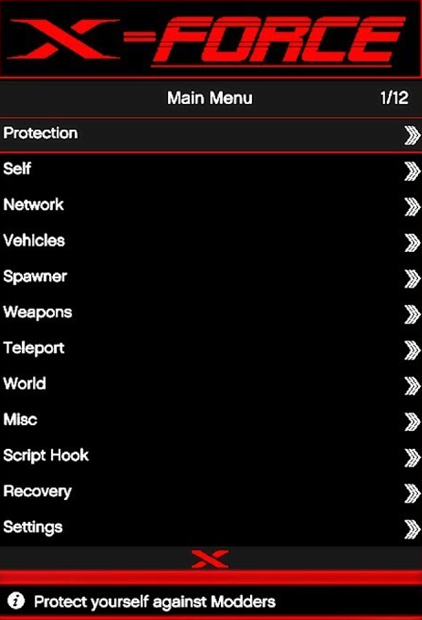 X-FORCE
Main Menu 1/12
Protection
Self
Network
Vehicles
Spawner
Weapons
Teleport
World
Misc
Script Hook
Recovery
Settings
X
i Protect yourself against Modders